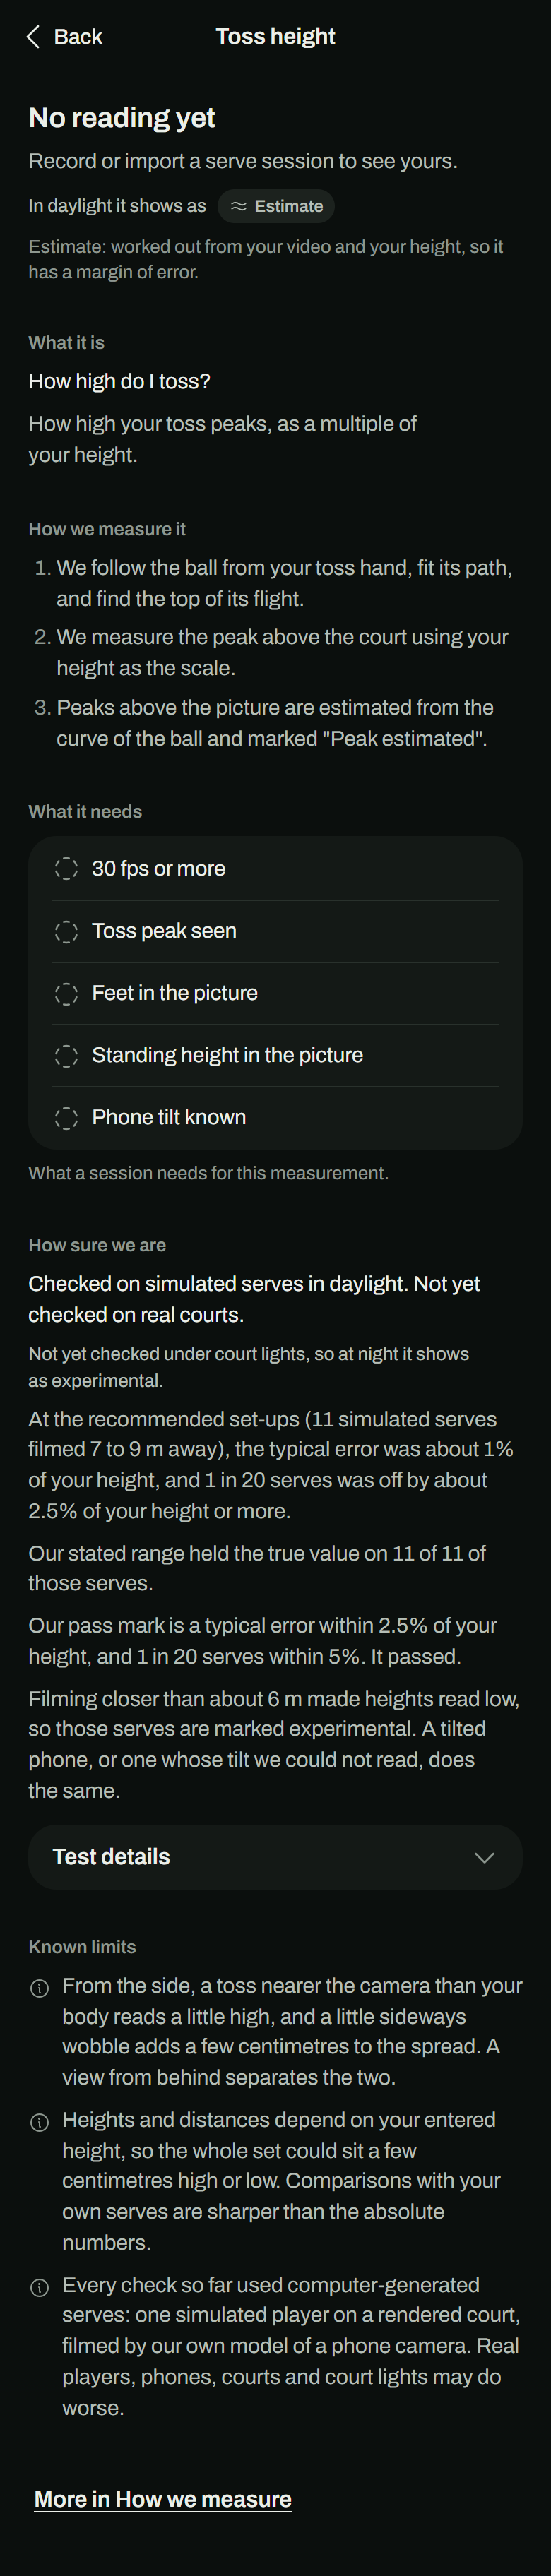 Back
Toss height
No reading yet
Record or import a serve session to see yours.
In daylight it shows as
Estimate
Estimate: worked out from your video and your height, so it
has a margin of error.
What it is
How high do I toss?
How high your toss peaks, as a multiple of
your height.
How we measure it
1. We follow the ball from your toss hand, fit its path,
and find the top of its flight.
2. We measure the peak above the court using your
height as the scale.
3. Peaks above the picture are estimated from the
curve of the ball and marked "Peak estimated".
What it needs
30 fps or more
Toss peak seen
Feet in the picture
Standing height in the picture
Phone tilt known
What a session needs for this measurement.
How sure we are
Checked on simulated serves in daylight. Not yet
checked on real courts.
Not yet checked under court lights, so at night it shows
as experimental.
At the recommended set-ups (11 simulated serves
filmed 7 to 9 m away), the typical error was about 1%
of your height, and 1 in 20 serves was off by about
2.5% of your height or more.
Our stated range held the true value on 11 of 11 of
those serves.
Our pass mark is a typical error within 2.5% of your
height, and 1 in 20 serves within 5%. It passed.
Filming closer than about 6 m made heights read low,
so those serves are marked experimental. A tilted
phone, or one whose tilt we could not read, does
the same.
Test details
Known limits
From the side, a toss nearer the camera than your
body reads a little high, and a little sideways
wobble adds a few centimetres to the spread. A
view from behind separates the two.
Heights and distances depend on your entered
height, so the whole set could sit a few
centimetres high or low. Comparisons with your
own serves are sharper than the absolute
numbers.
Every check so far used computer-generated
serves: one simulated player on a rendered court,
filmed by our own model of a phone camera. Real
players, phones, courts and court lights may do
worse.
More in How we measure